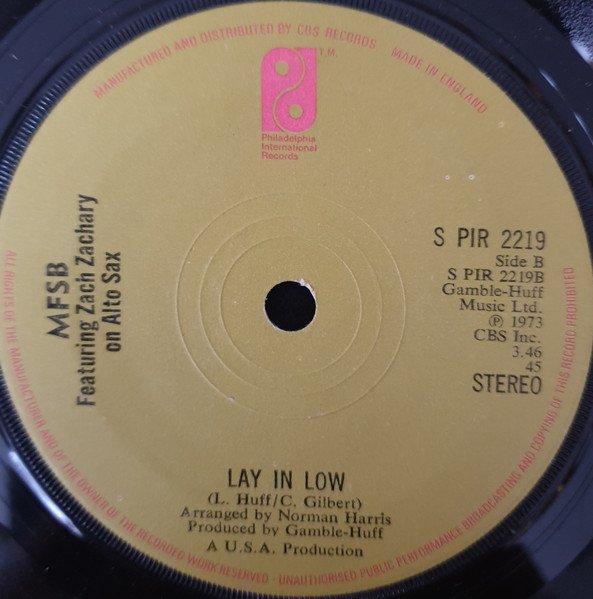 MANUFACTURED AND DISTRIBUTED BY CBS RECORDS
MADE IN ENGLAND
T.M.
Philadelphia
International
Records
MFSB
Featuring Zach Zachary
on Alto Sax
S PIR 2219
Side B
S PIR 2219B
Gamble-Huff
Music Ltd.
℗ 1973
CBS Inc.
3.46
45
STEREO
LAY IN LOW
(L. Huff/C. Gilbert)
Arranged by Norman Harris
Produced by Gamble-Huff
A U.S.A. Production
ALL RIGHTS OF THE MANUFACTURER AND OF THE OWNER OF THE RECORDED WORK RESERVED - UNAUTHORISED PUBLIC PERFORMANCE BROADCASTING AND COPYING OF THIS RECORD PROHIBITED